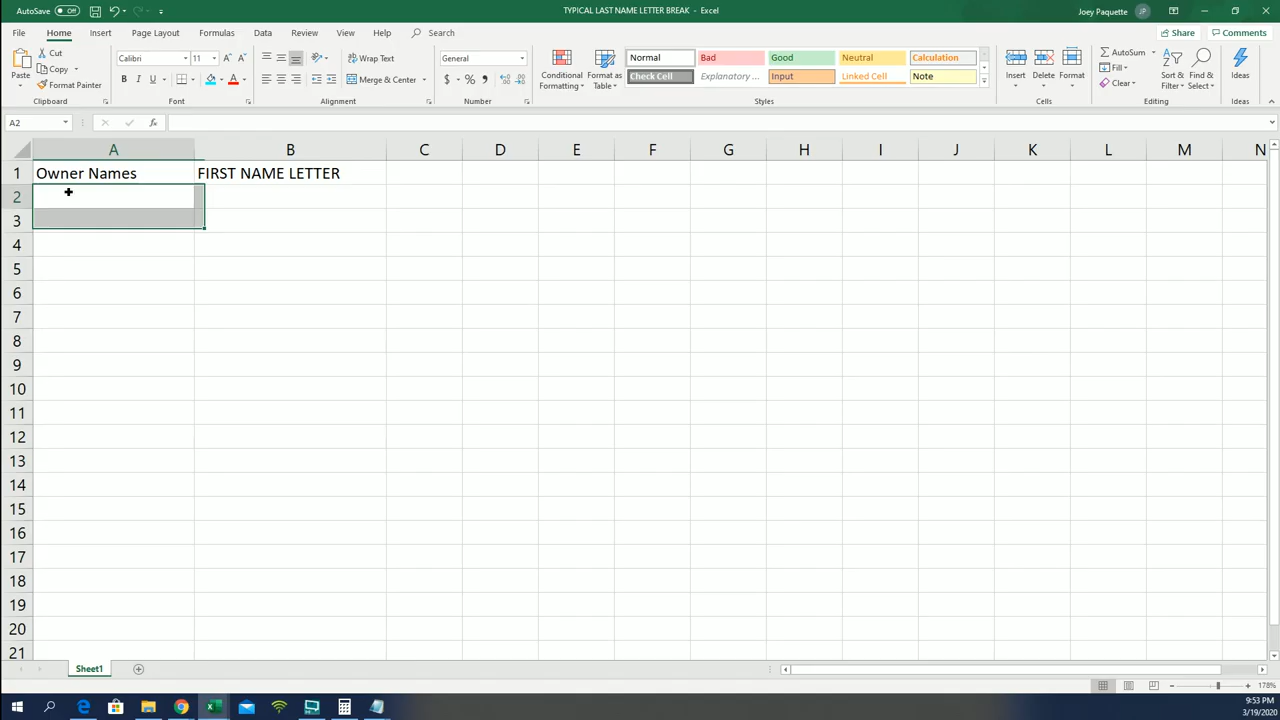 AutoSave Off
TYPICAL LAST NAME LETTER BREAK - Excel
Joey Paquette JP
File Home Insert Page Layout Formulas Data Review View Help Search
Share Comments
Paste
Cut
Copy
Format Painter
Calibri 11
B I U
Wrap Text
Merge & Center
General
$ % ,
Conditional Formatting
Format as Table
Normal Bad Good Neutral Calculation
Check Cell Explanatory ... Input Linked Cell Note
Insert Delete Format
AutoSum
Fill
Clear
Sort & Filter
Find & Select
Ideas
Clipboard Font Alignment Number Styles Cells Editing Ideas
A2 fx
A B C D E F G H I J K L M N
1 Owner Names FIRST NAME LETTER
2
3
4
5
6
7
8
9
10
11
12
13
14
15
16
17
18
19
20
21
Sheet1
178%
9:53 PM
3/19/2020